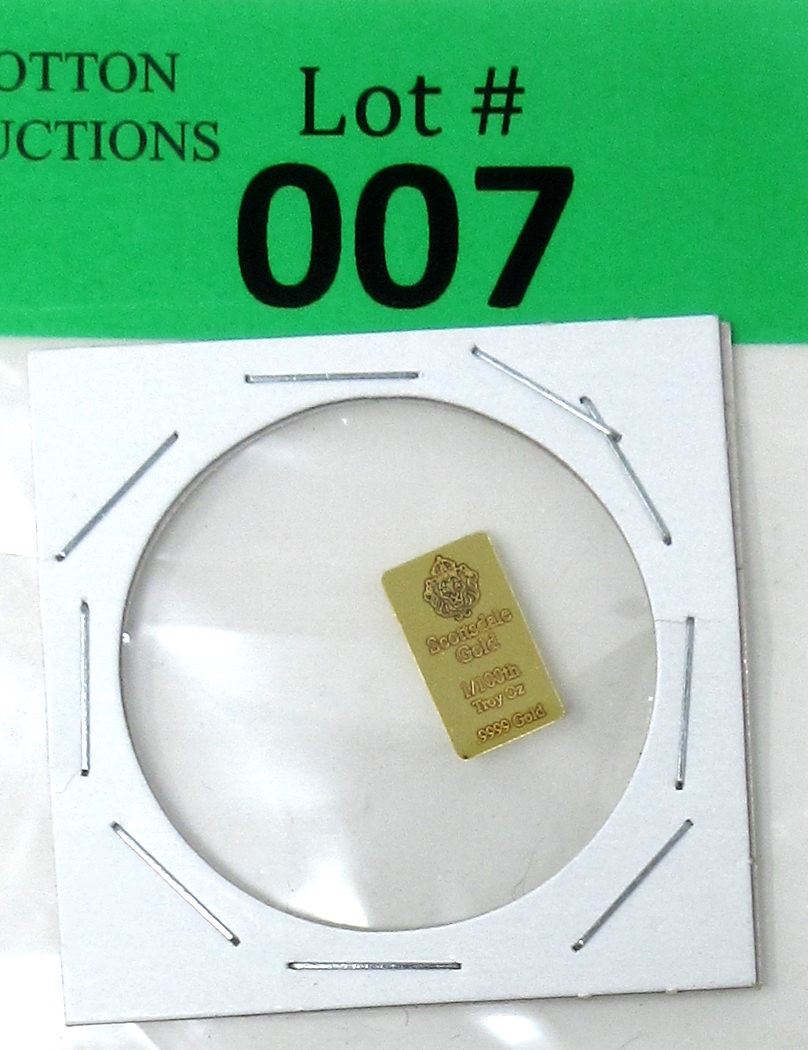 OTTON
UCTIONS
Lot #
007
Scottsdale
Gold
1/100th
Troy Oz
.9999 Gold